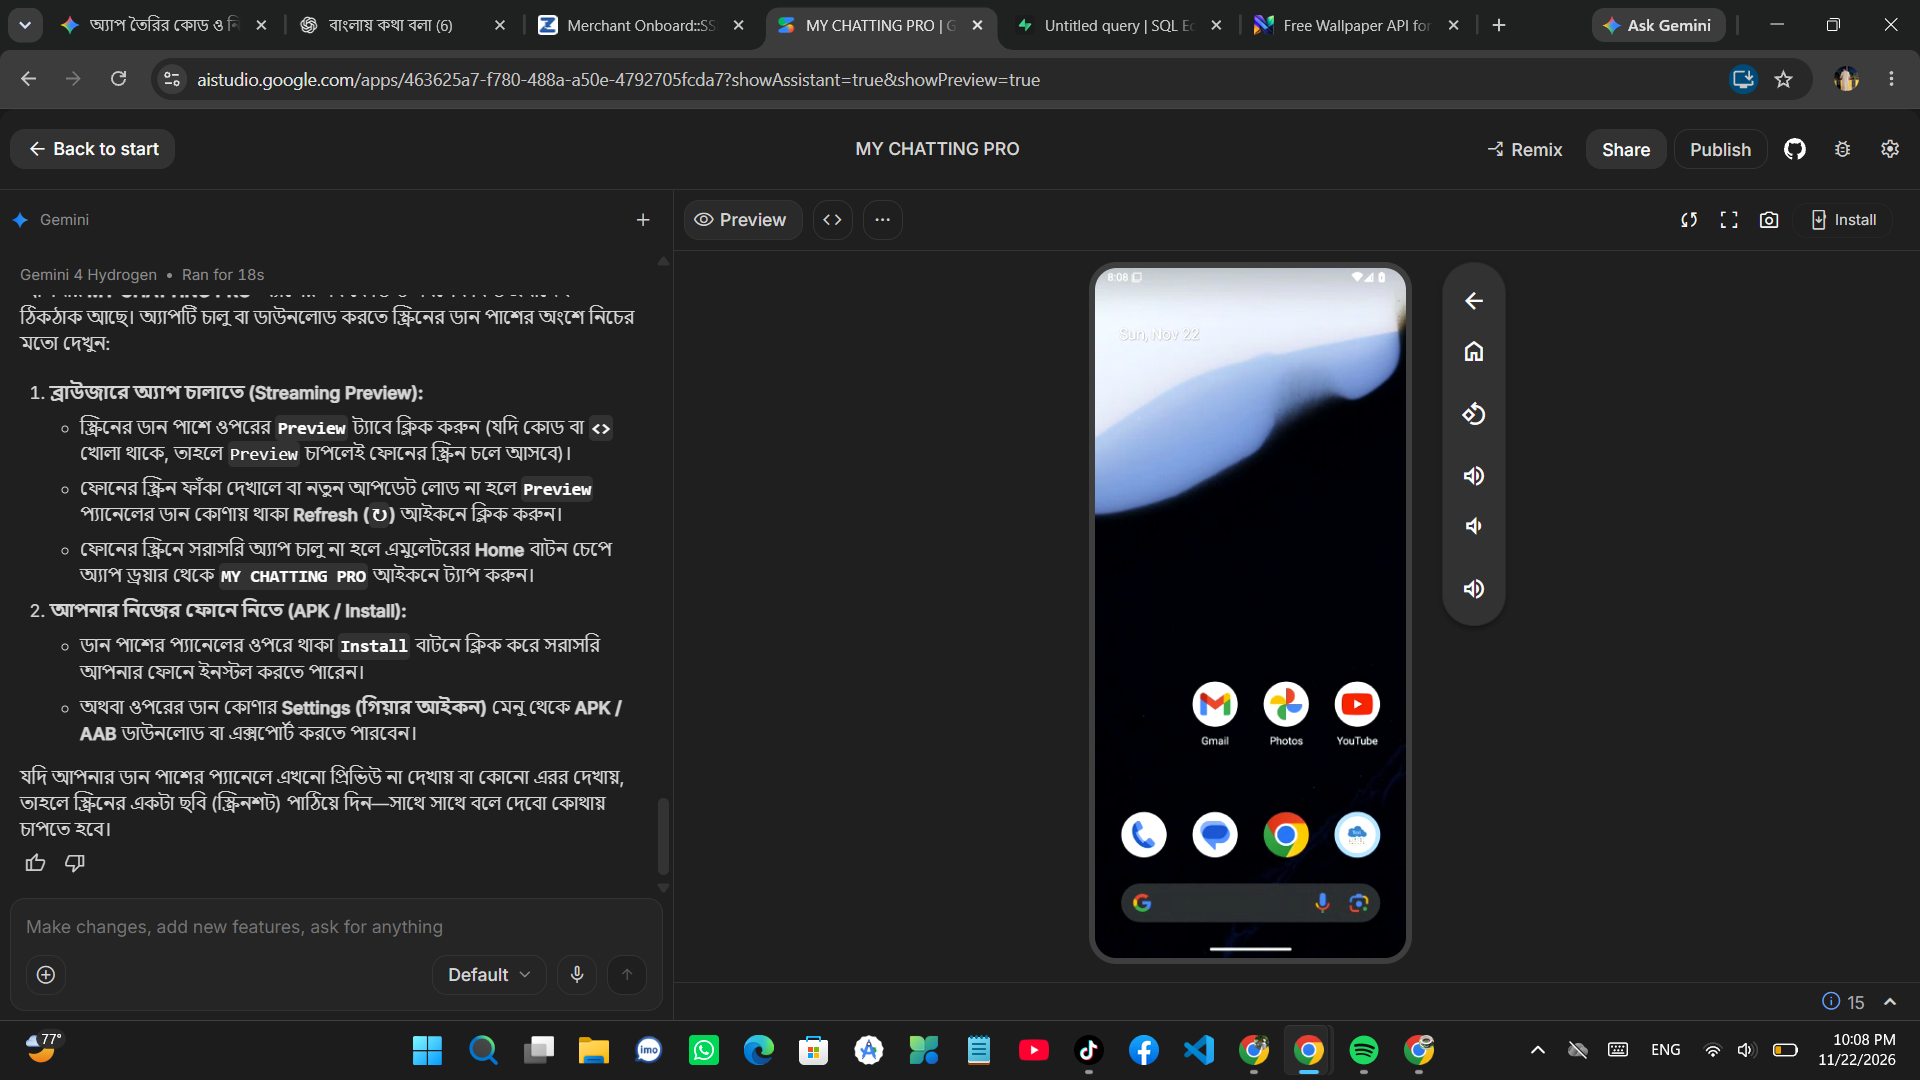 অ্যাপ তৈরির কোড ও নি
বাংলায় কথা বলা (6)
Merchant Onboard::SS
MY CHATTING PRO | G
Untitled query | SQL Ec
Free Wallpaper API for
Ask Gemini
aistudio.google.com/apps/463625a7-f780-488a-a50e-4792705fcda7?showAssistant=true&showPreview=true
Back to start
MY CHATTING PRO
Remix
Share
Publish
Gemini
Preview
Install
Gemini 4 Hydrogen • Ran for 18s
ঠিকঠাক আছে। অ্যাপটি চালু বা ডাউনলোড করতে স্ক্রিনের ডান পাশের অংশে নিচের
মতো দেখুন:
1. ব্রাউজারে অ্যাপ চালাতে (Streaming Preview):
স্ক্রিনের ডান পাশে ওপরের Preview ট্যাবে ক্লিক করুন (যদি কোড বা <>
খোলা থাকে, তাহলে Preview চাপলেই ফোনের স্ক্রিন চলে আসবে)।
ফোনের স্ক্রিন ফাঁকা দেখালে বা নতুন আপডেট লোড না হলে Preview
প্যানেলের ডান কোণায় থাকা Refresh (↻) আইকনে ক্লিক করুন।
ফোনের স্ক্রিনে সরাসরি অ্যাপ চালু না হলে এমুলেটরের Home বাটন চেপে
অ্যাপ ড্রয়ার থেকে MY CHATTING PRO আইকনে ট্যাপ করুন।
2. আপনার নিজের ফোনে নিতে (APK / Install):
ডান পাশের প্যানেলের ওপরে থাকা Install বাটনে ক্লিক করে সরাসরি
আপনার ফোনে ইনস্টল করতে পারেন।
অথবা ওপরের ডান কোণার Settings (গিয়ার আইকন) মেনু থেকে APK /
AAB ডাউনলোড বা এক্সপোর্ট করতে পারবেন।
যদি আপনার ডান পাশের প্যানেলে এখনো প্রিভিউ না দেখায় বা কোনো এরর দেখায়,
তাহলে স্ক্রিনের একটা ছবি (স্ক্রিনশট) পাঠিয়ে দিন—সাথে সাথে বলে দেবো কোথায়
চাপতে হবে।
Make changes, add new features, ask for anything
Default
8:08
Sun, Nov 22
Gmail
Photos
YouTube
15
77°
imo
ENG
10:08 PM
11/22/2026